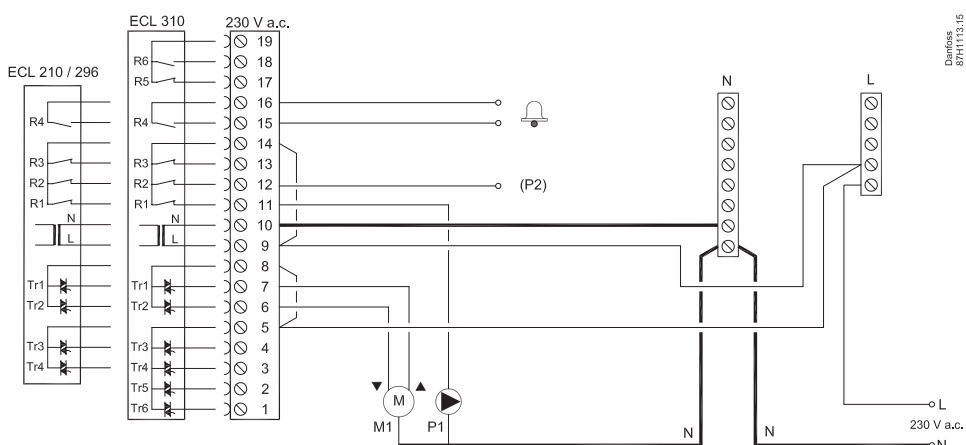 ECL 310
230 V a.c.
Danfoss
87H1113.15
ECL 210 / 296
19
R6
18
R5
17
N
L
16
R4
R4
15
14
R3
R3
13
R2
R2
12
(P2)
R1
R1
11
N
N
10
L
L
9
8
Tr1
Tr1
7
Tr2
Tr2
6
5
Tr3
Tr3
4
Tr4
Tr4
3
Tr5
2
Tr6
1
M
M1
P1
N
N
L
230 V a.c.
N